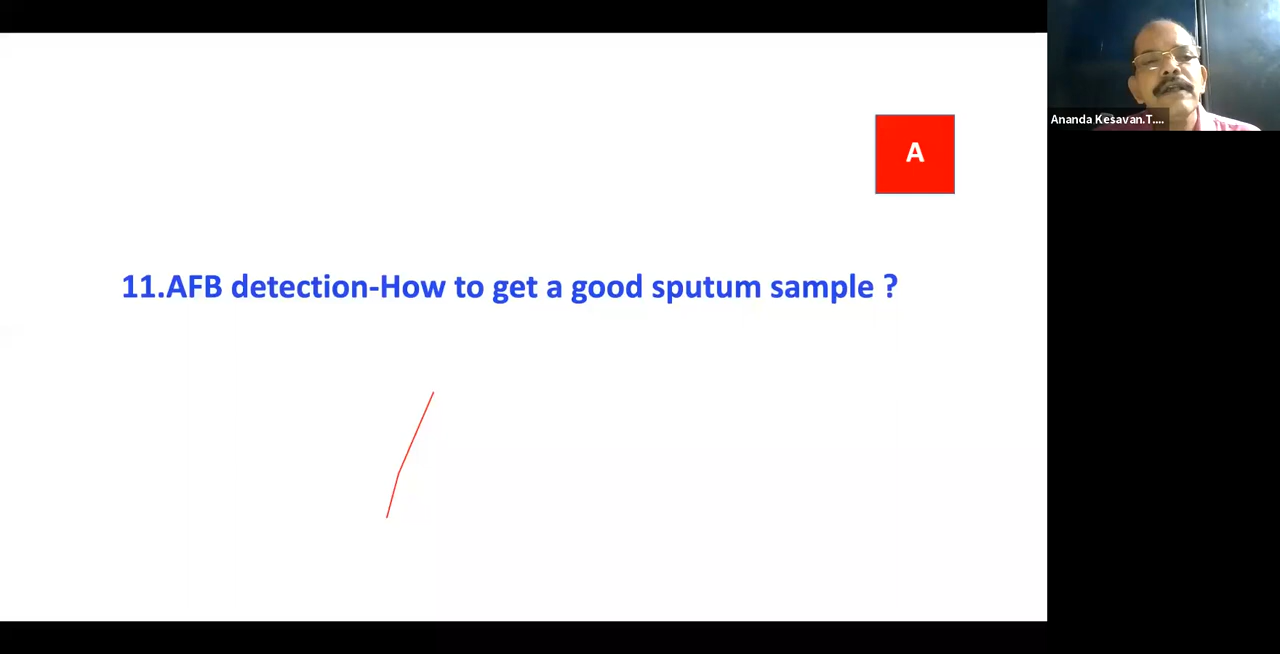 Ananda Kesavan.T....
A
11.AFB detection-How to get a good sputum sample ?